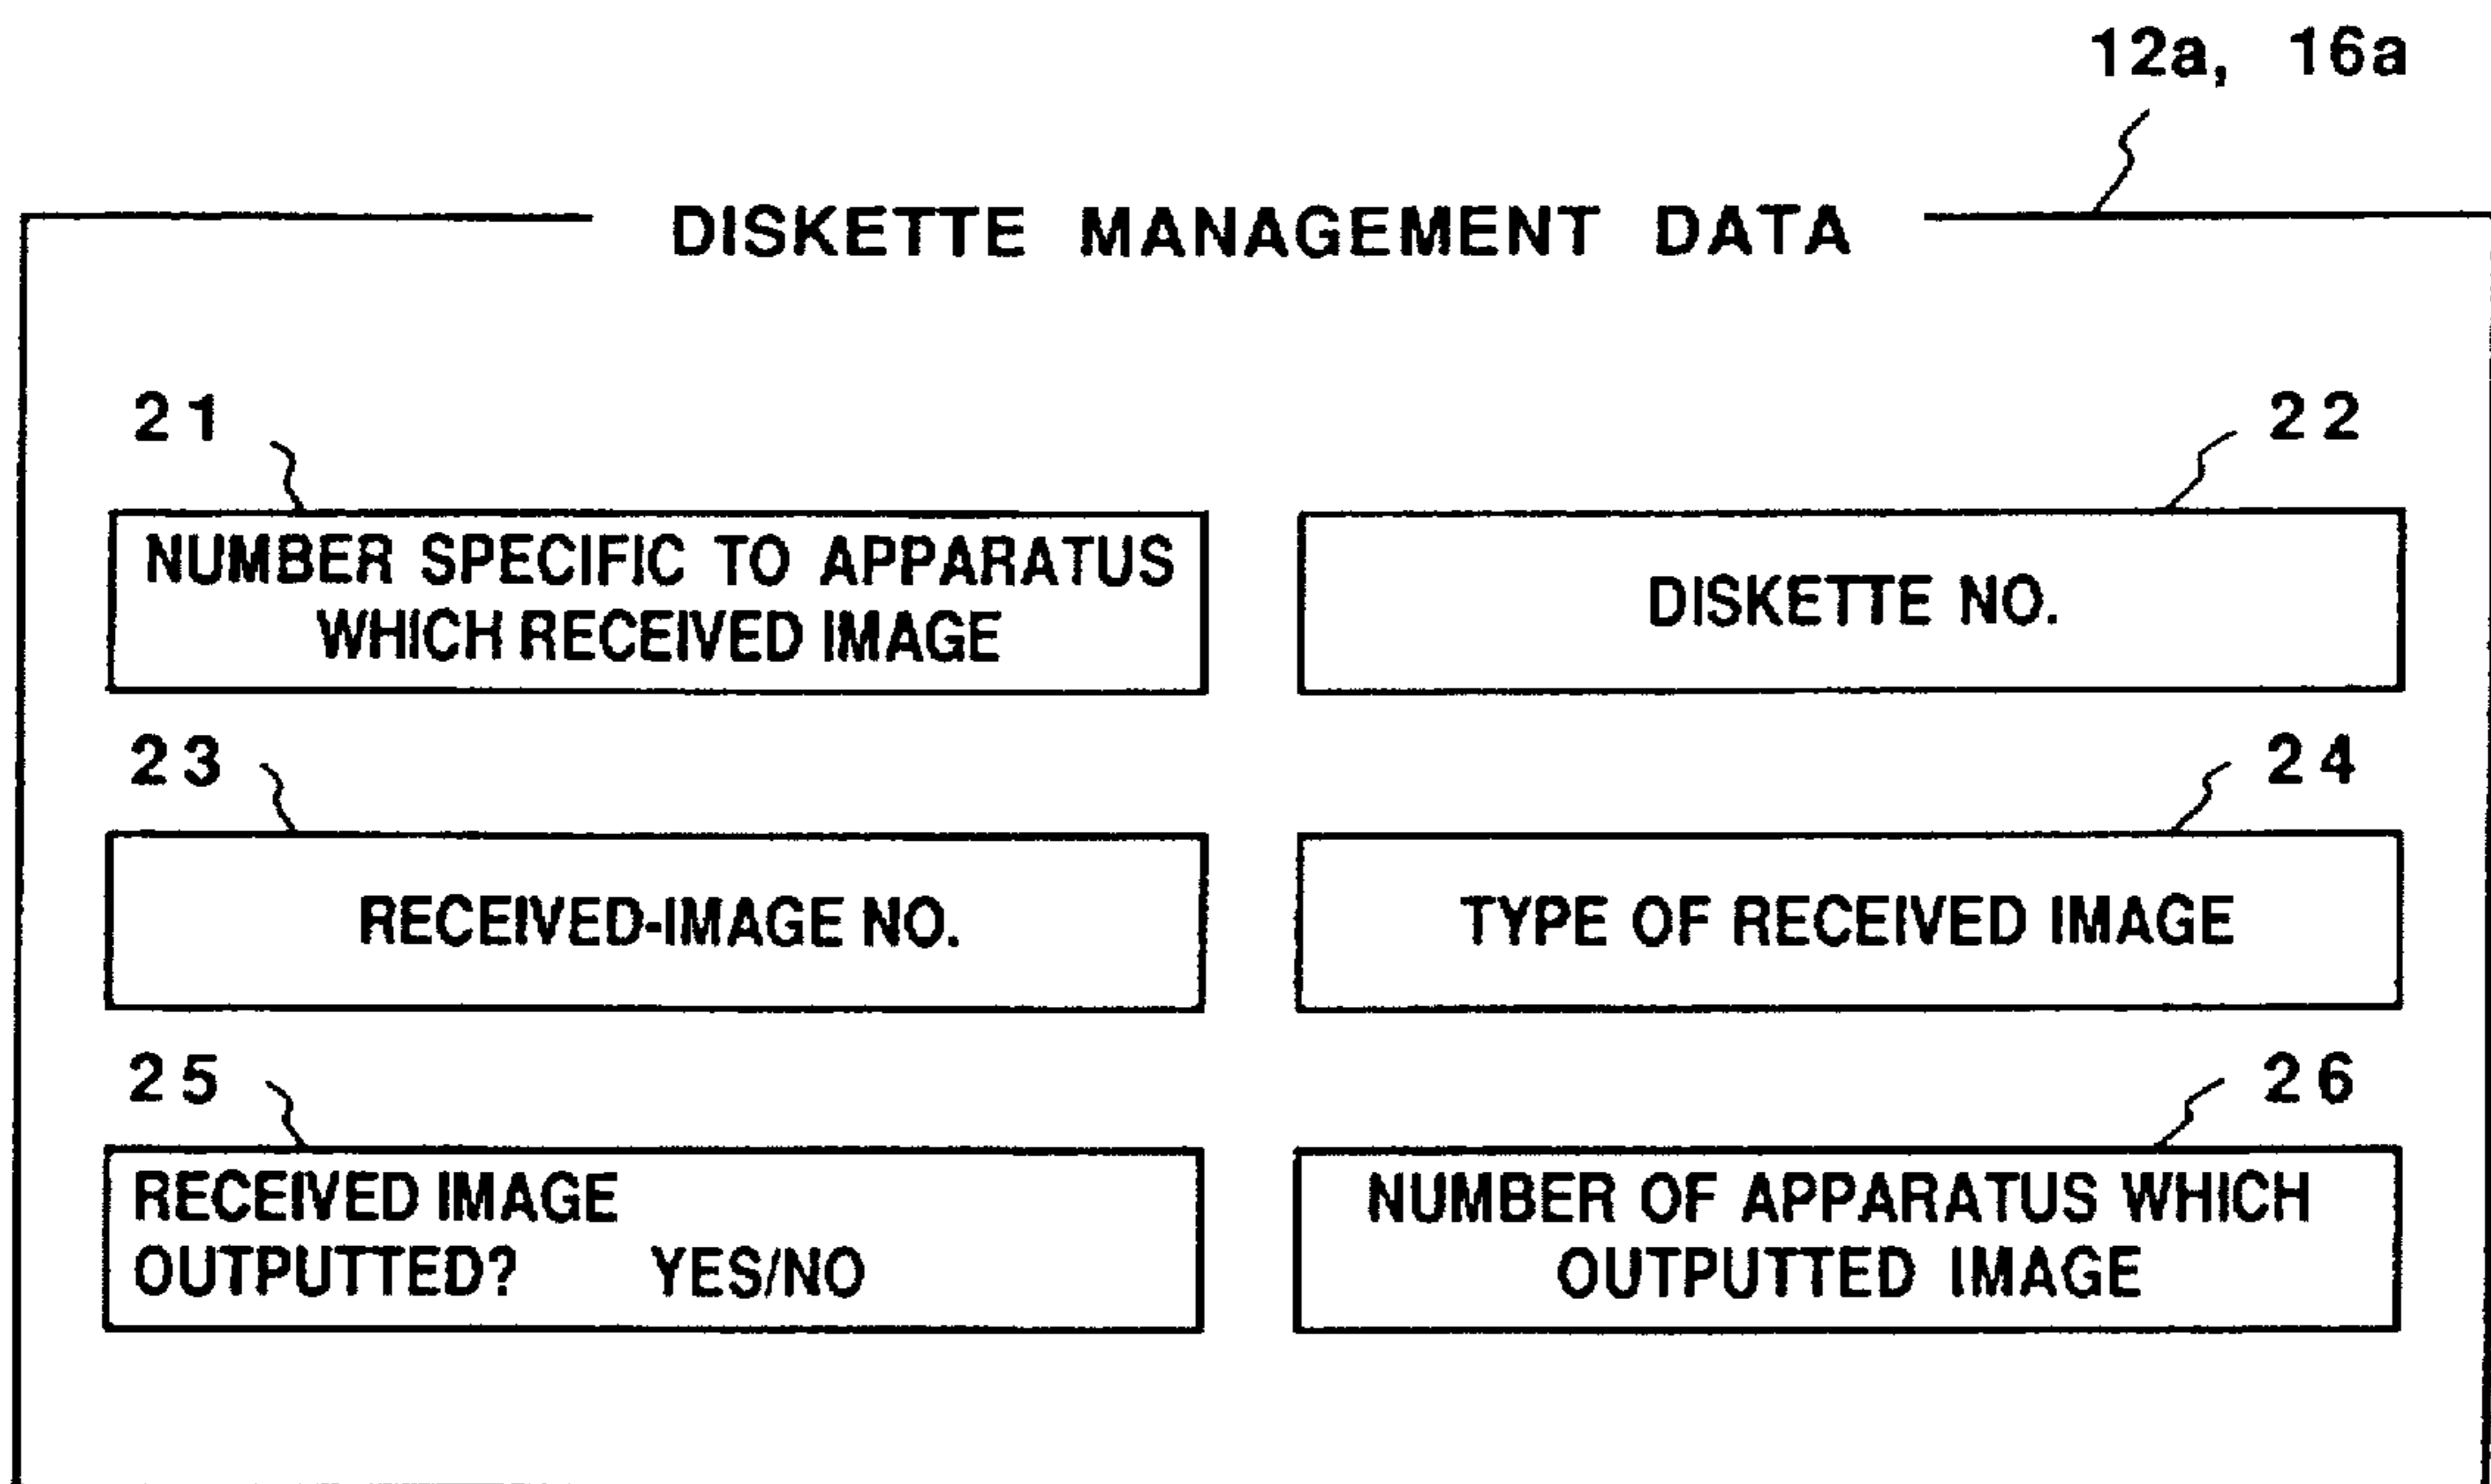 12a, 16a
DISKETTE MANAGEMENT DATA
21
22
NUMBER SPECIFIC TO APPARATUS
WHICH RECEIVED IMAGE
DISKETTE NO.
23
24
RECEIVED-IMAGE NO.
TYPE OF RECEIVED IMAGE
25
26
RECEIVED IMAGE
OUTPUTTED? YES/NO
NUMBER OF APPARATUS WHICH
OUTPUTTED IMAGE